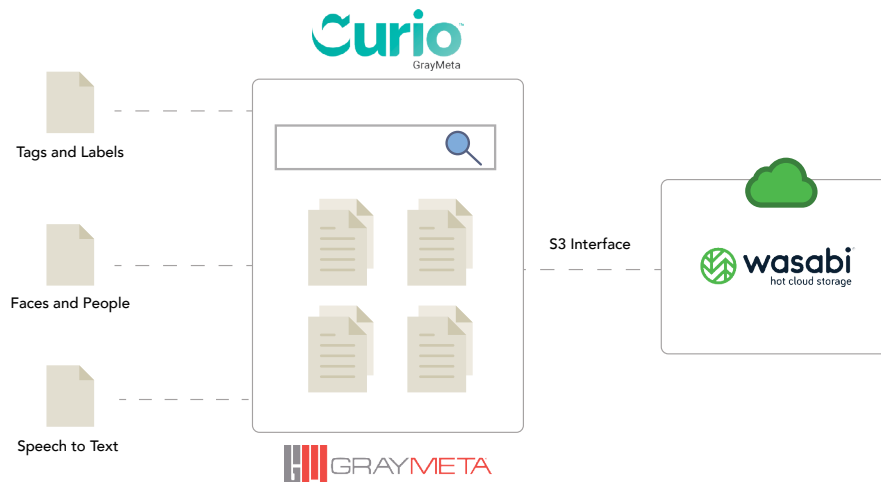 Curio
GrayMeta
Tags and Labels
Faces and People
Speech to Text
S3 Interface
wasabi
hot cloud storage
GRAYMETA